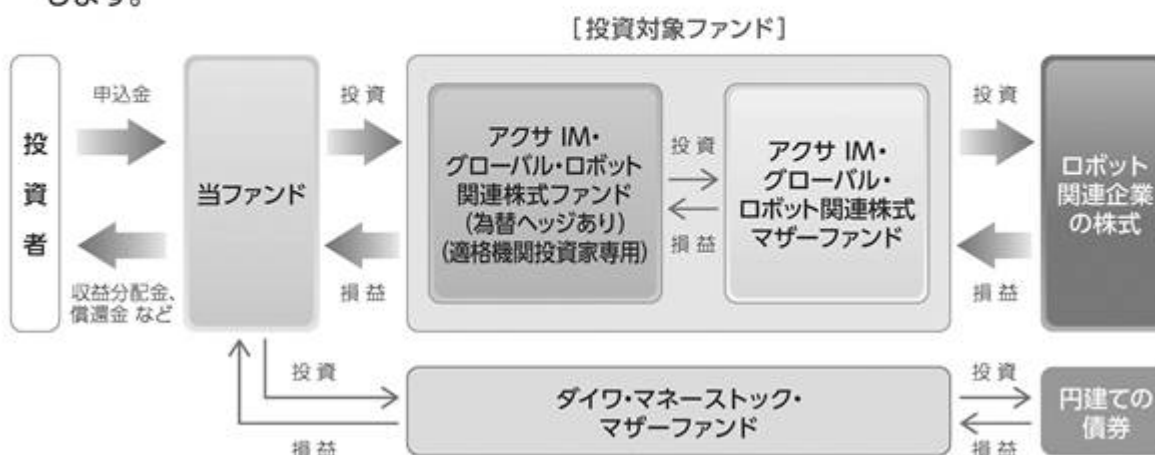 します。
[投資対象ファンド]
投資者
申込金
収益分配金、
償還金 など
当ファンド
投資
損益
アクサ IM・
グローバル・ロボット
関連株式ファンド
(為替ヘッジあり)
(適格機関投資家専用)
投資
損益
アクサ IM・
グローバル・
ロボット関連株式
マザーファンド
投資
損益
ロボット
関連企業
の株式
投資
損益
ダイワ・マネーストック・
マザーファンド
投資
損益
円建ての
債券